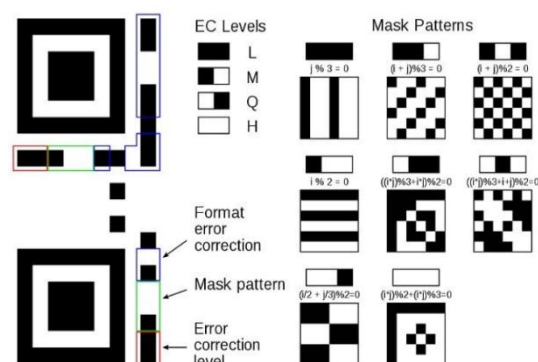 EC Levels
L
M
Q
H
Mask Patterns
j % 3 = 0
(i + j)%3 = 0
(i + j)%2 = 0
i % 2 = 0
((i*j)%3+i*j)%2=0
((i*j)%3+i+j)%2=0
(i/2 + j/3)%2=0
(i*j)%2+(i*j)%3=0
Format
error
correction
Mask pattern
Error
correction
level